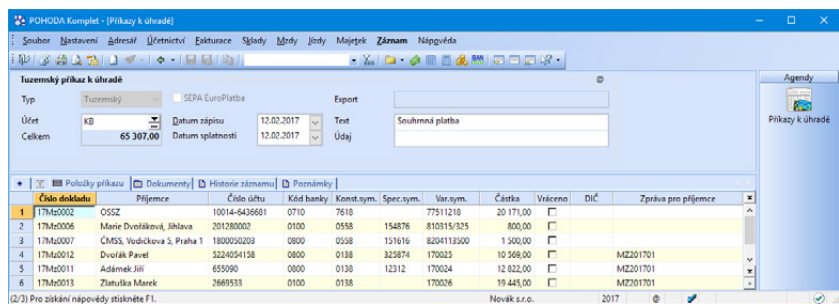 POHODA Komplet - [Příkazy k úhradě]
Soubor Nastavení Adresář Účetnictví Fakturace Sklady Mzdy Jízdy Majetek Záznam Nápověda
Tuzemský příkaz k úhradě
Agendy
Typ Tuzemský SEPA EuroPlatba Export
Účet KB Datum zápisu 12.02.2017 Text Souhrnná platba
Příkazy k úhradě
Celkem 65 307,00 Datum splatnosti 12.02.2017 Údaj
Položky příkazu Dokumenty Historie záznamu Poznámky
Číslo dokladu Příjemce Číslo účtu Kód banky Konst.sym. Spec.sym. Var.sym. Částka Vráceno DIČ Zpráva pro příjemce
1 17Mz0002 OSSZ 10014-6436681 0710 7618 77511218 20 171,00
2 17Mz0006 Marie Dvořáková, Jihlava 201280002 0100 0558 154876 810315/325 800,00
3 17Mz0007 ČMSS, Vodičkova 5, Praha 1 1800050203 0800 0558 151616 8204113500 1 500,00
4 17Mz0012 Dvořák Pavel 5224054158 0800 0138 325874 170025 10 569,00 MZ201701
5 17Mz0011 Adámek Jiří 655090 0800 0138 12312 170024 12 822,00 MZ201701
6 17Mz0013 Zlatuška Marek 2669533 0100 0138 170026 19 445,00 MZ201701
(2/3) Pro získání nápovědy stiskněte F1. Novák s.r.o. 2017 @